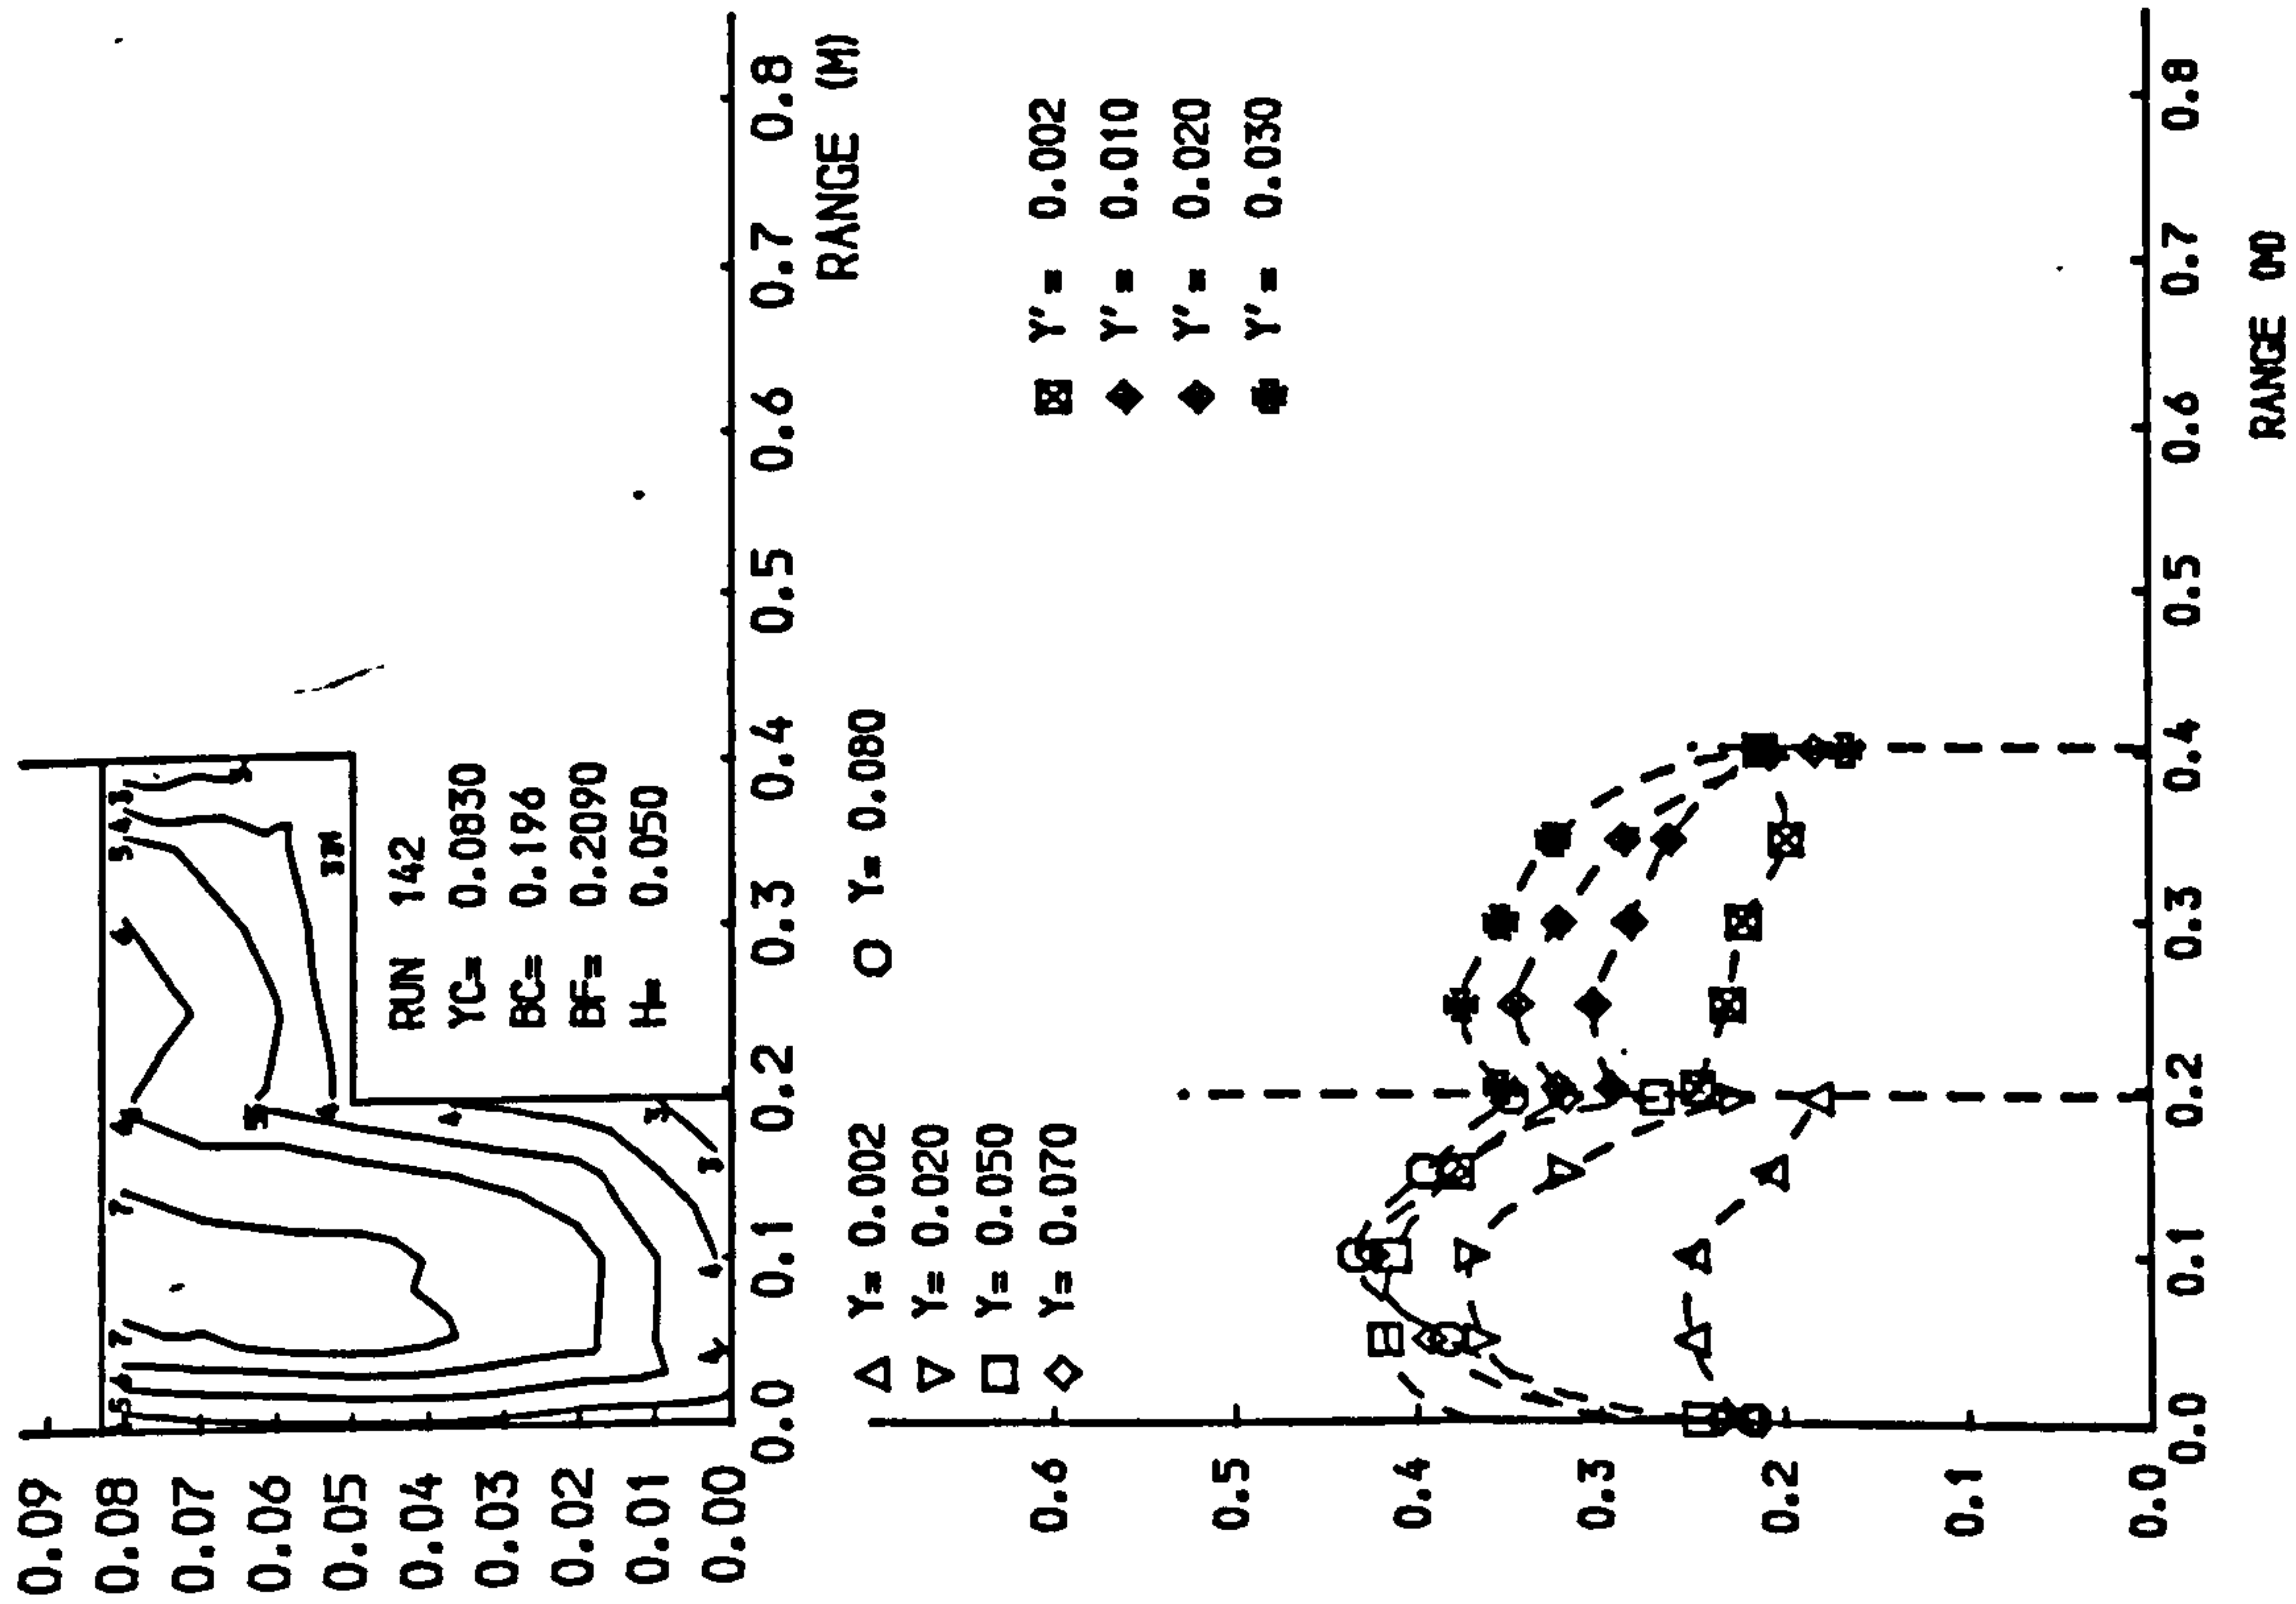 0.09
0.08
0.07
0.06
0.05
0.04
0.03
0.02
0.01
0.00
RUN 142
YC= 0.0830
BC= 0.196
BF= 0.2090
H= 0.050
0.0 0.1 0.2 0.3 0.4 0.5 0.6 0.7 0.8
RANGE (M)
Y= 0.002
Y= 0.020
Y= 0.050
Y= 0.070
Y= 0.080
Y'= 0.002
Y'= 0.010
Y'= 0.020
Y'= 0.030
0.6
0.5
0.4
0.3
0.2
0.1
0.0
0.0 0.1 0.2 0.3 0.4 0.5 0.6 0.7 0.8
RANGE (M)